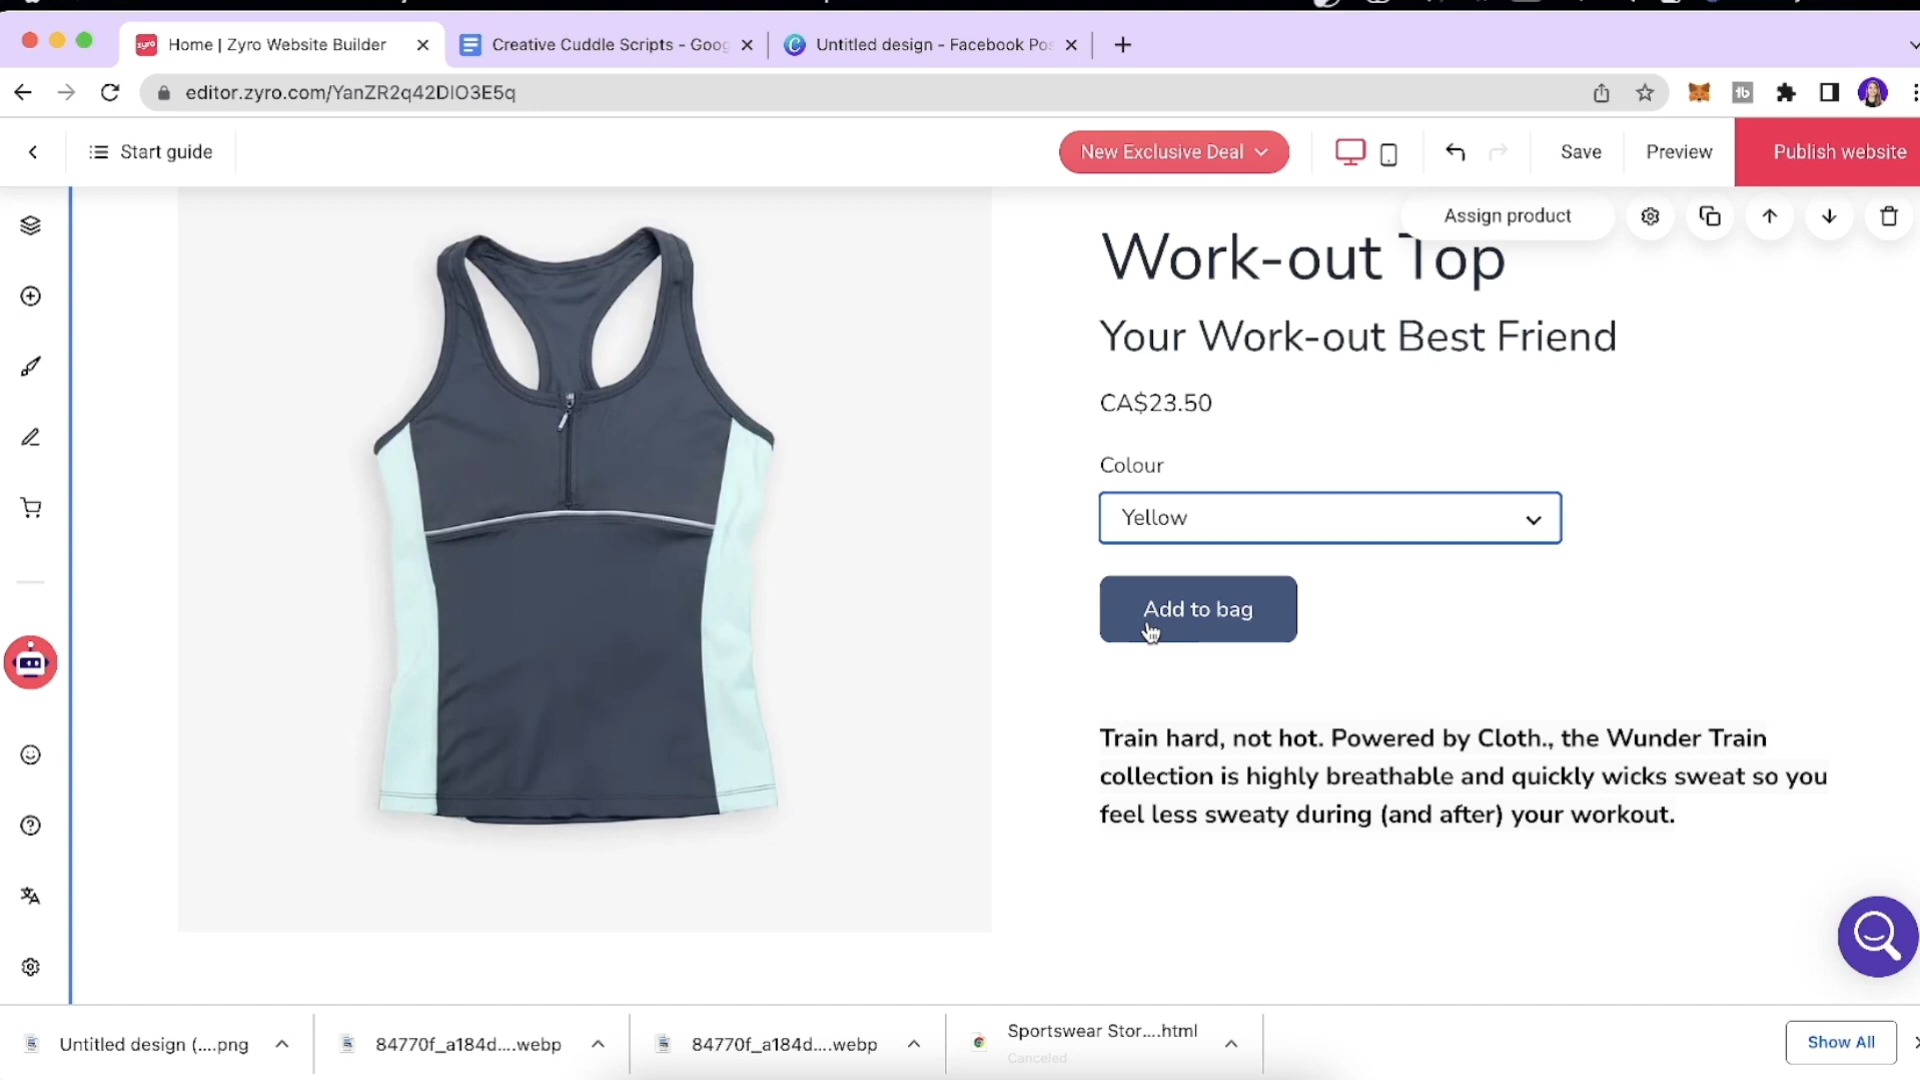 Home | Zyro Website Builder
Creative Cuddle Scripts - Goog
Untitled design - Facebook Pos
editor.zyro.com/YanZR2q42DlO3E5q
Start guide
New Exclusive Deal
Save
Preview
Publish website
Assign product
Work-out Top
Your Work-out Best Friend
CA$23.50
Colour
Yellow
Add to bag
Train hard, not hot. Powered by Cloth., the Wunder Train
collection is highly breathable and quickly wicks sweat so you
feel less sweaty during (and after) your workout.
Untitled design (....png
84770f_a184d....webp
84770f_a184d....webp
Sportswear Stor....html
Canceled
Show All